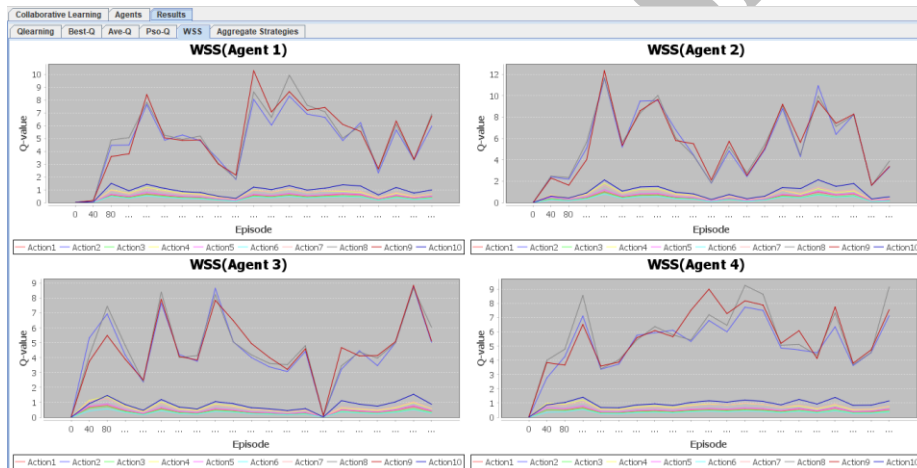 Collaborative Learning Agents Results
Qlearning Best-Q Ave-Q Pso-Q WSS Aggregate Strategies
WSS(Agent 1)
Q-value
10
9
8
7
6
5
4
3
2
1
0
0 40 80 ... ... ... ... ... ... ... ... ... ... ... ... ... ... ... ... ... ...
Episode
Action1 Action2 Action3 Action4 Action5 Action6 Action7 Action8 Action9 Action10
WSS(Agent 2)
Q-value
12
10
8
6
4
2
0
0 40 80 ... ... ... ... ... ... ... ... ... ... ... ... ... ... ... ... ... ...
Episode
Action1 Action2 Action3 Action4 Action5 Action6 Action7 Action8 Action9 Action10
WSS(Agent 3)
Q-value
9
8
7
6
5
4
3
2
1
0
0 40 80 ... ... ... ... ... ... ... ... ... ... ... ... ... ... ... ... ... ...
Episode
Action1 Action2 Action3 Action4 Action5 Action6 Action7 Action8 Action9 Action10
WSS(Agent 4)
Q-value
9
8
7
6
5
4
3
2
1
0
0 40 80 ... ... ... ... ... ... ... ... ... ... ... ... ... ... ... ... ... ...
Episode
Action1 Action2 Action3 Action4 Action5 Action6 Action7 Action8 Action9 Action10